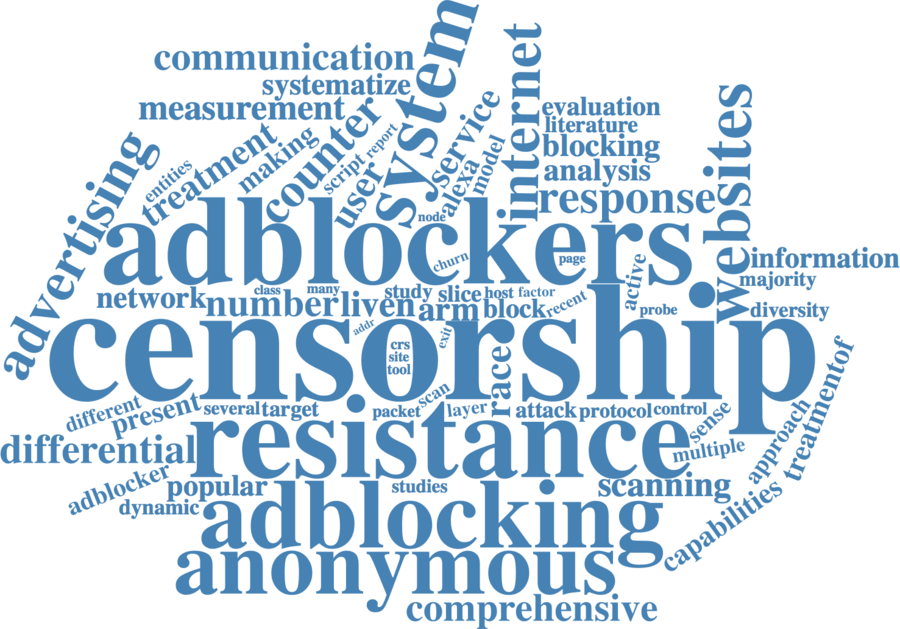 communication
system
internet
systematize
measurement
counter
service
evaluation
literature
websites
treatment
making
script
report
user
alexa
model
blocking
analysis
entities
advertising
response
node
adblockers
churn
page
information
majority
active
network
class
many
number
liven
study
slice
host
factor
arm
block
recent
probe
diversity
censorship
addr
exit
crs
site
tool
race
scan
different
present
several
target
packet
layer
attack
protocol
control
sense
approach
treatmentof
resistance
differential
multiple
adblocker
popular
studies
scanning
dynamic
adblocking
capabilities
anonymous
comprehensive